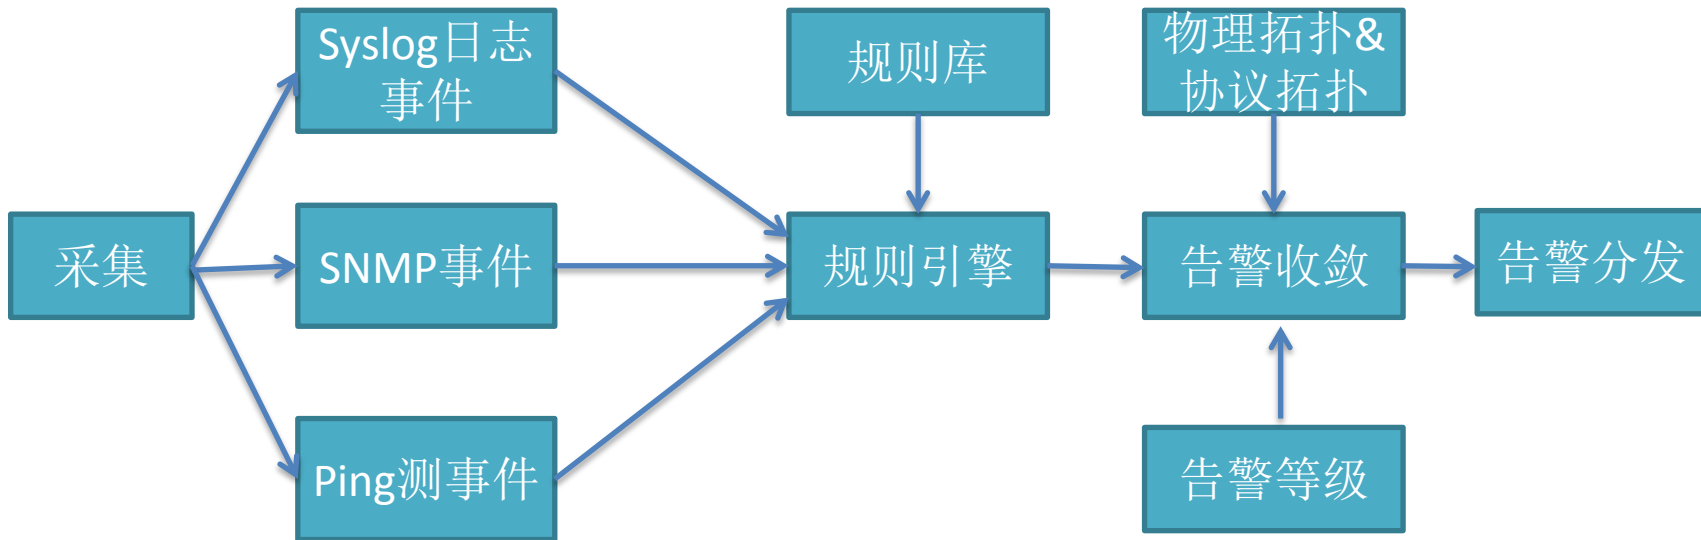 Syslog日志
事件
规则库
物理拓扑&
协议拓扑
采集
SNMP事件
规则引擎
告警收敛
告警分发
Ping测事件
告警等级